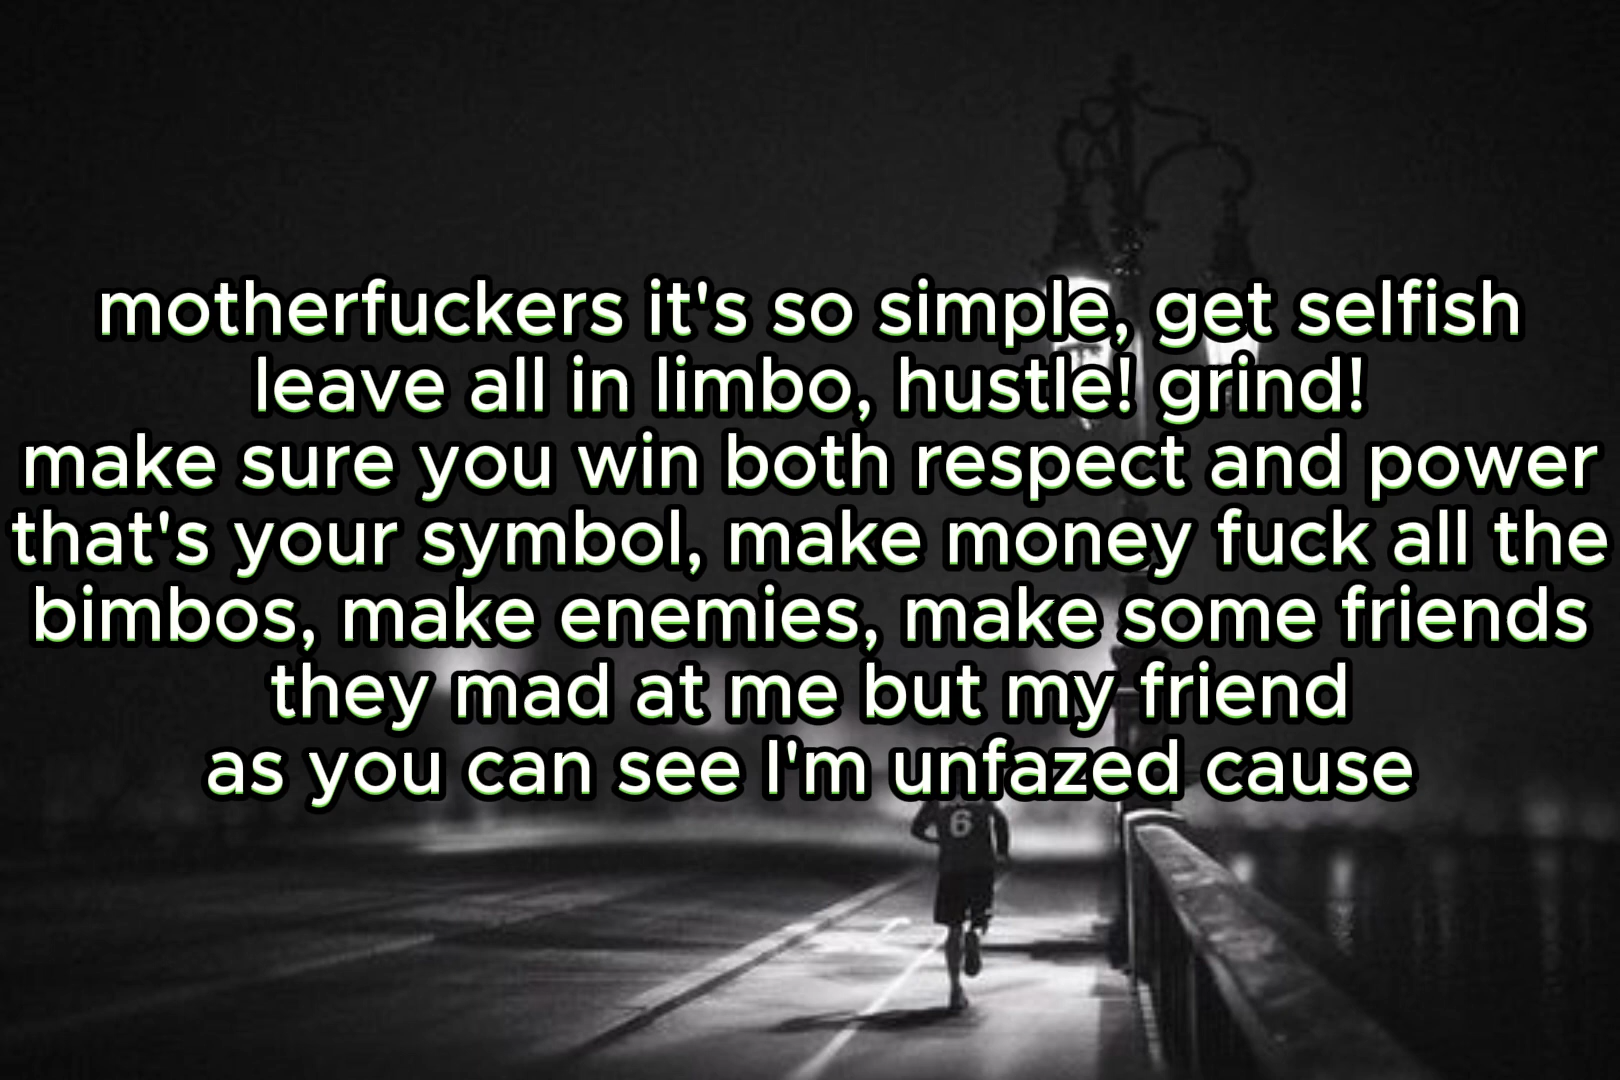 motherfuckers it's so simple, get selfish
leave all in limbo, hustle! grind!
make sure you win both respect and power
that's your symbol, make money fuck all the
bimbos, make enemies, make some friends
they mad at me but my friend
as you can see I'm unfazed cause
6